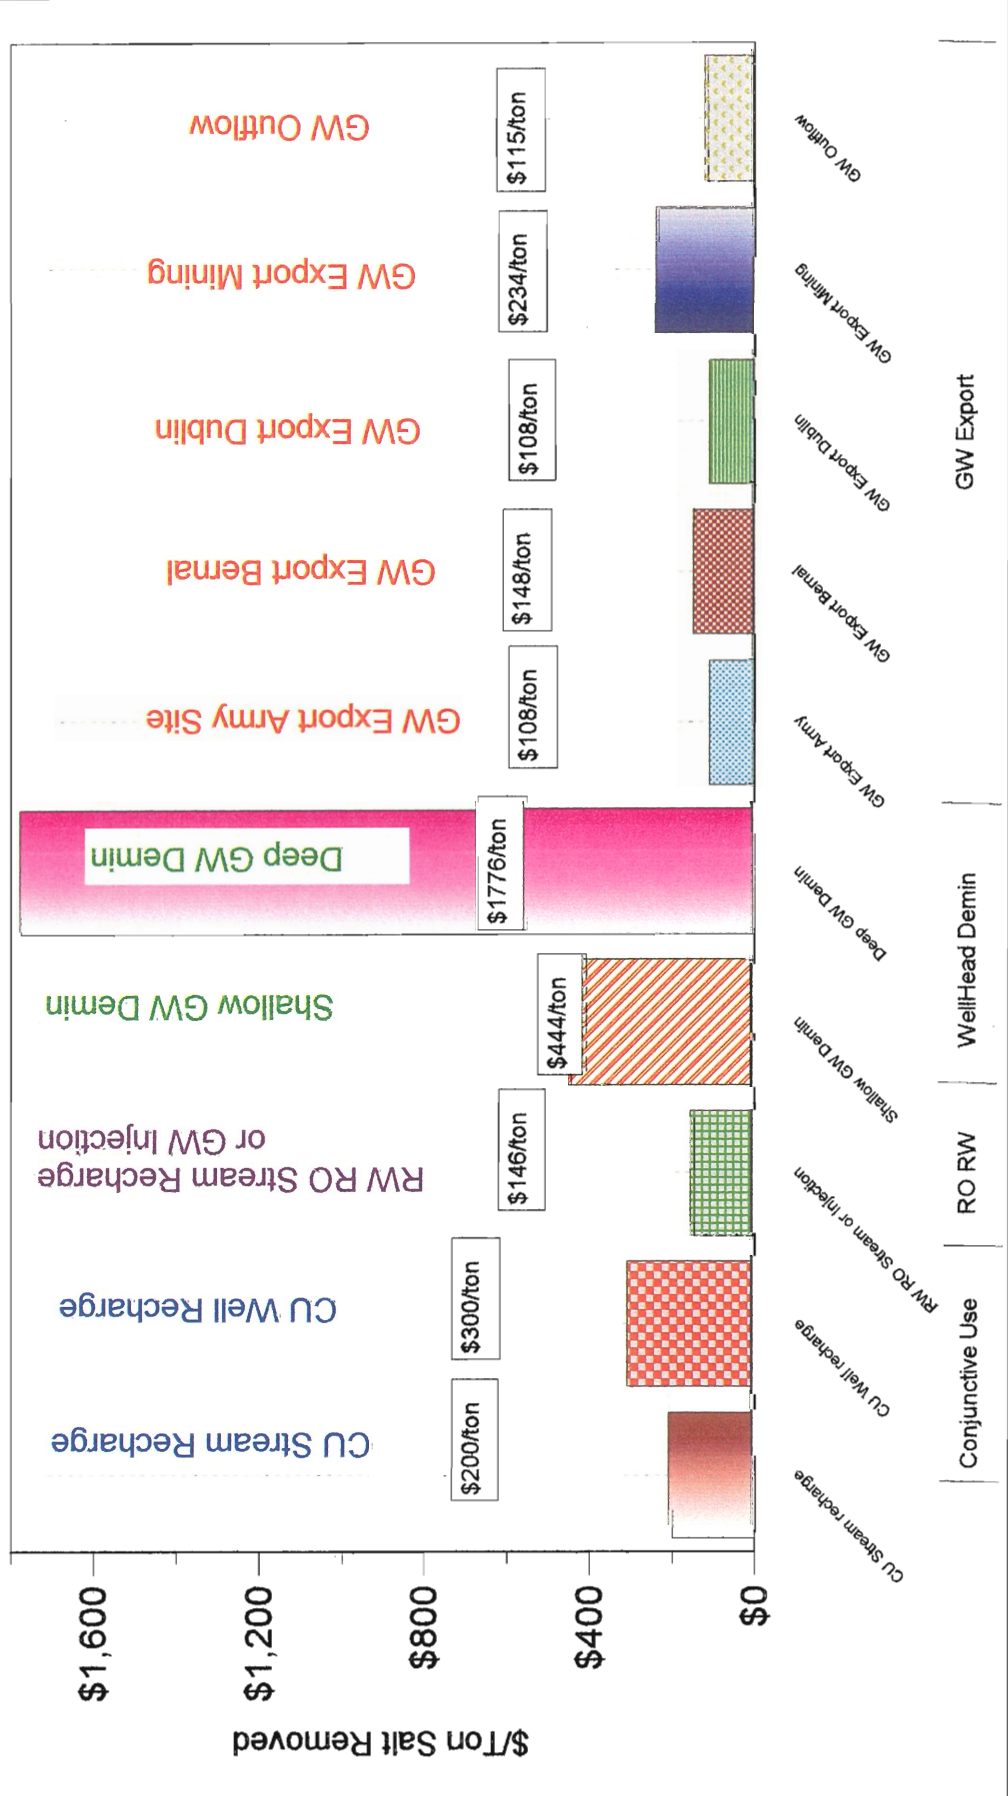 $/Ton Salt Removed
$1,600
$1,200
$800
$400
$0
CU Stream Recharge
$200/ton
CU Well Recharge
$300/ton
RW RO Stream Recharge
or GW Injection
$146/ton
Shallow GW Demin
$444/ton
Deep GW Demin
$1776/ton
GW Export Army Site
$108/ton
GW Export Bernal
$148/ton
GW Export Dublin
$108/ton
GW Export Mining
$234/ton
GW Outflow
$115/ton
CU Stream recharge
CU Well recharge
RW RO Stream or Injection
Shallow GW Demin
Deep GW Demin
GW Export Army
GW Export Bernal
GW Export Dublin
GW Export Mining
GW Outflow
Conjunctive Use
RO RW
WellHead Demin
GW Export